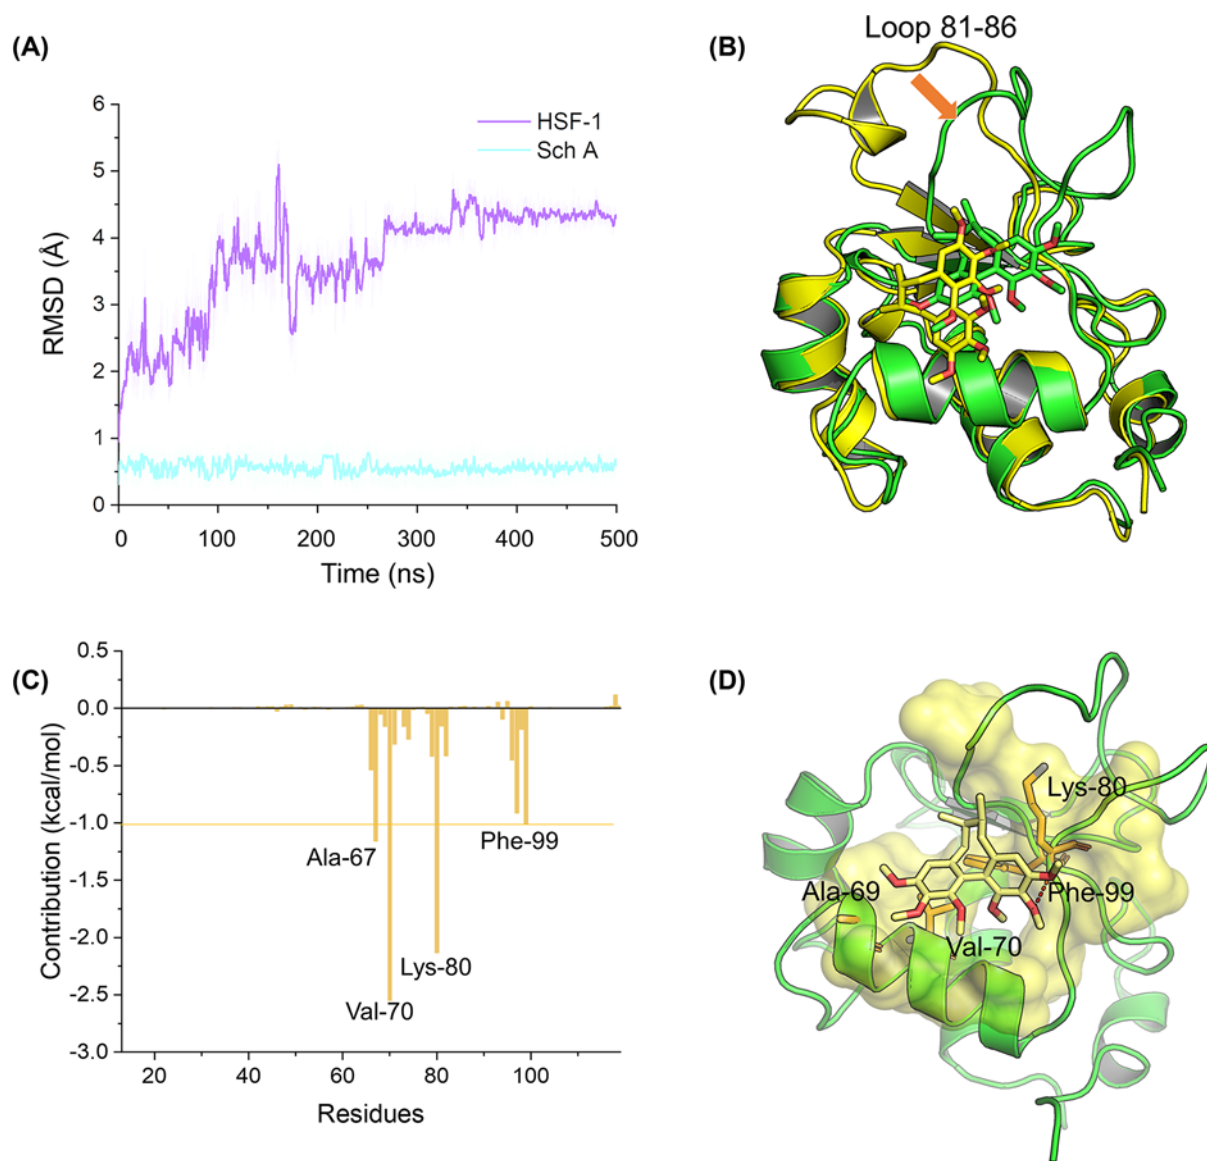 (A)
RMSD (Å)
6
5
4
3
2
1
0
HSF-1
Sch A
0 100 200 300 400 500
Time (ns)
(B)
Loop 81-86
(C)
Contribution (kcal/mol)
0.5
0.0
-0.5
-1.0
-1.5
-2.0
-2.5
-3.0
Ala-67
Phe-99
Lys-80
Val-70
20 40 60 80 100
Residues
(D)
Lys-80
Ala-69
Phe-99
Val-70